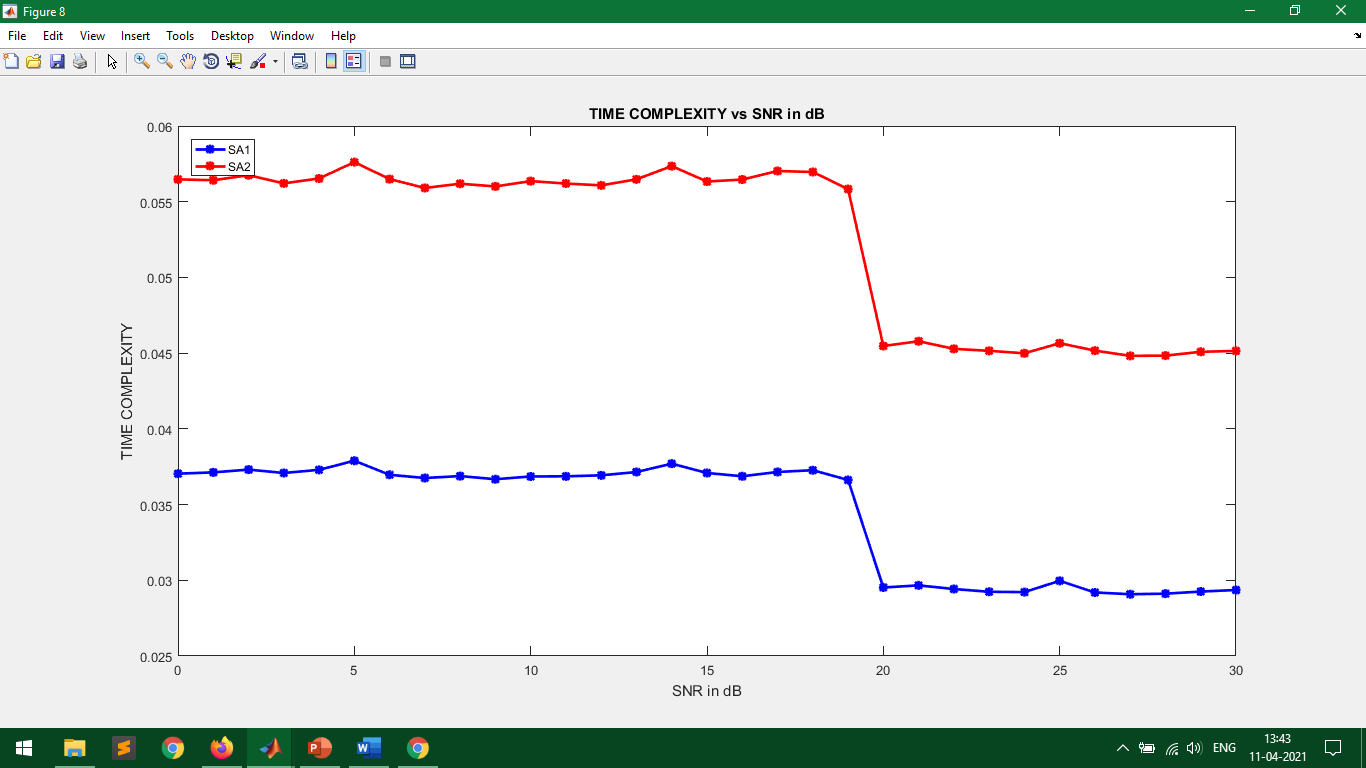 Figure 8
File Edit View Insert Tools Desktop Window Help
TIME COMPLEXITY vs SNR in dB
0.06
0.055
0.05
0.045
0.04
0.035
0.03
0.025
TIME COMPLEXITY
SA1
SA2
0 5 10 15 20 25 30
SNR in dB
P W ENG 13:43
11-04-2021